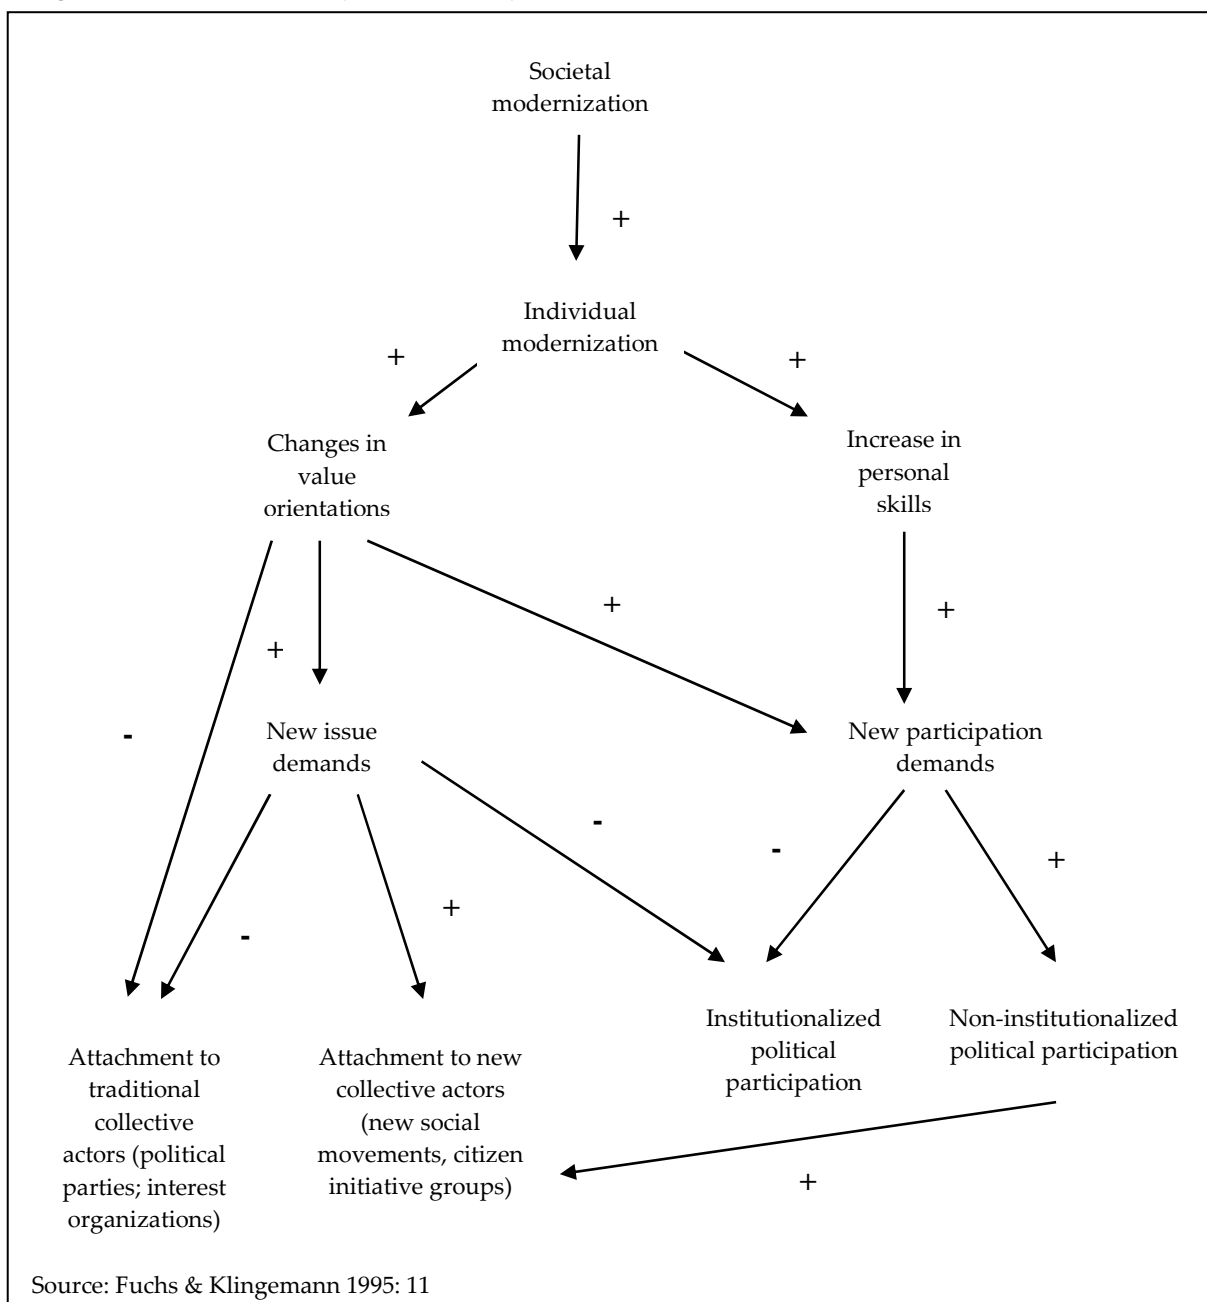 Societal
modernization
+
Individual
modernization
+
+
Changes in
value
orientations
Increase in
personal
skills
+
+
+
-
New issue
demands
New participation
demands
-
-
+
+
-
Institutionalized
political
participation
Non-institutionalized
political participation
Attachment to
traditional
collective
actors (political
parties; interest
organizations)
Attachment to new
collective actors
(new social
movements, citizen
initiative groups)
+
Source: Fuchs & Klingemann 1995: 11